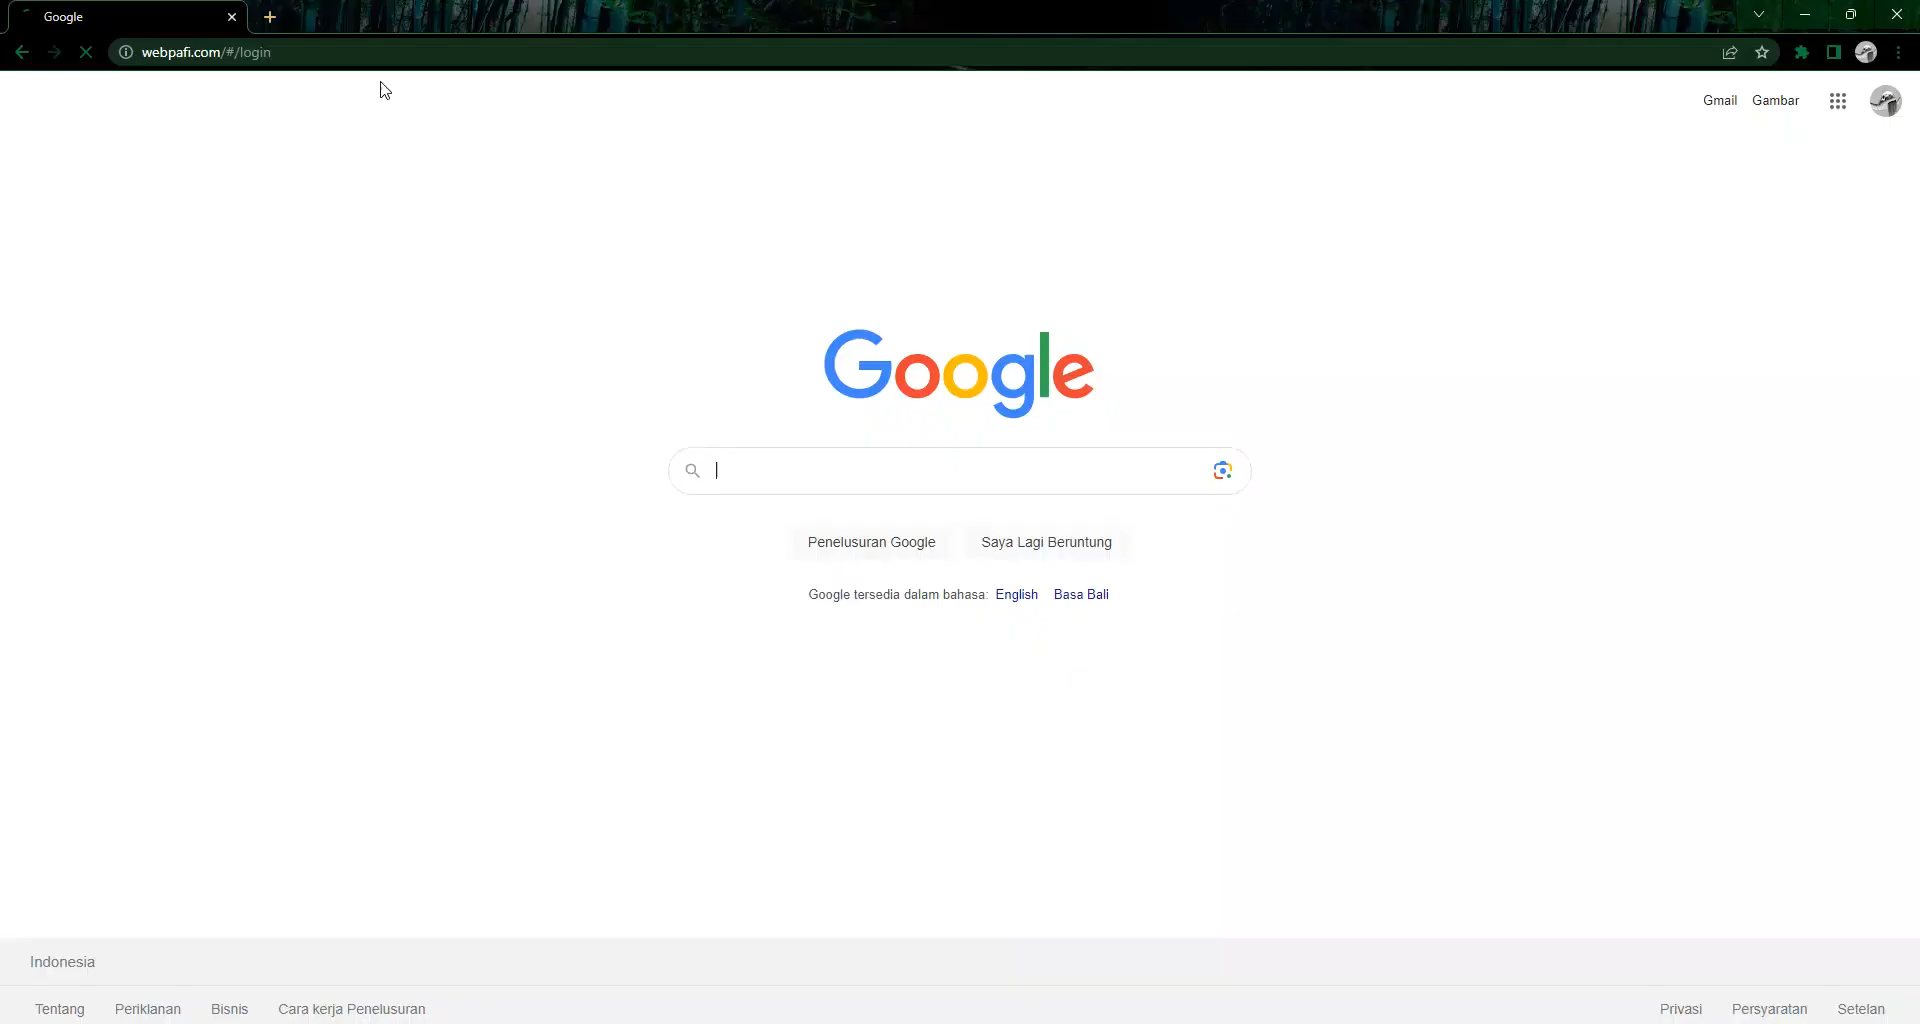 Google
webpafi.com/#/login
Gmail Gambar
Google
Penelusuran Google Saya Lagi Beruntung
Google tersedia dalam bahasa: English Basa Bali
Indonesia
Tentang Periklanan Bisnis Cara kerja Penelusuran Privasi Persyaratan Setelan